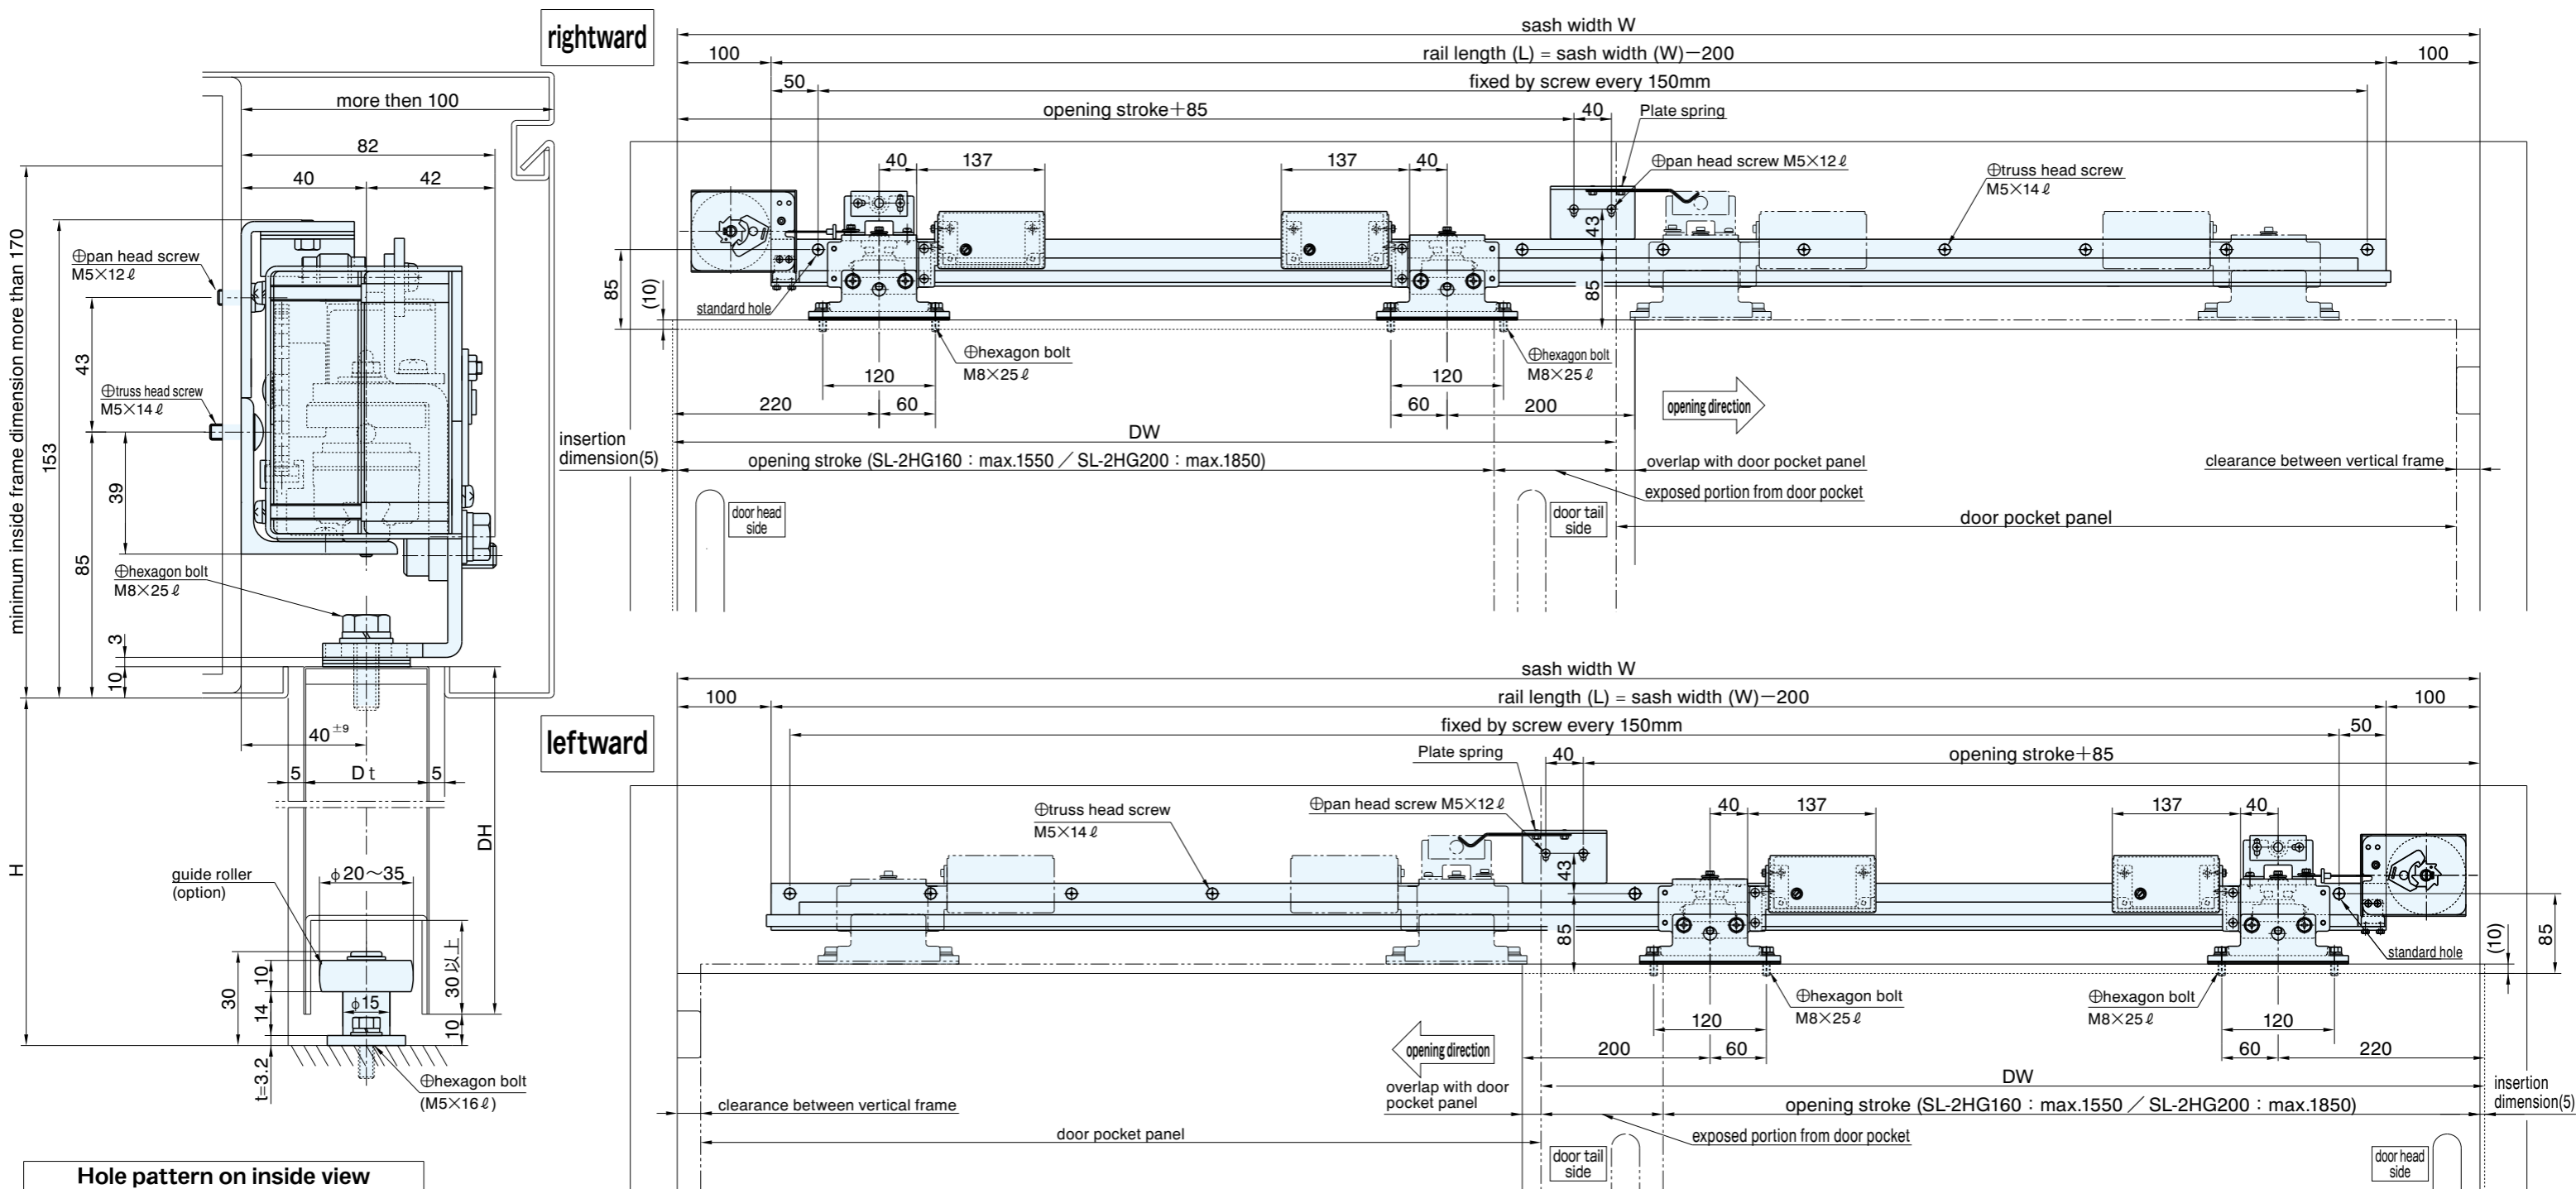 rightward
sash width W
100
rail length (L) = sash width (W)−200
100
50
fixed by screw every 150mm
opening stroke+85
40
Plate spring
40
137
137
40
⊕pan head screw M5×12ℓ
⊕truss head screw
M5×14ℓ
43
85
(10)
85
standard hole
⊕hexagon bolt
M8×25ℓ
⊕hexagon bolt
M8×25ℓ
120
120
220
60
60
200
opening direction
DW
insertion
dimension(5)
opening stroke (SL-2HG160：max.1550 ／ SL-2HG200：max.1850)
overlap with door pocket panel
clearance between vertical frame
exposed portion from door pocket
door head
side
door tail
side
door pocket panel
more then 100
82
40
42
minimum inside frame dimension more than 170
153
⊕pan head screw
M5×12ℓ
43
⊕truss head screw
M5×14ℓ
39
85
⊕hexagon bolt
M8×25ℓ
3
10
40 ±9
5
Dt
5
H
DH
guide roller
(option)
φ20～35
30
10
14
φ15
30以上
10
t=3.2
⊕hexagon bolt
(M5×16ℓ)
Hole pattern on inside view
leftward
sash width W
100
rail length (L) = sash width (W)−200
100
fixed by screw every 150mm
50
Plate spring
40
opening stroke+85
⊕truss head screw
M5×14ℓ
⊕pan head screw M5×12ℓ
40
137
137
40
43
85
(10)
85
standard hole
⊕hexagon bolt
M8×25ℓ
⊕hexagon bolt
M8×25ℓ
120
120
opening direction
200
60
60
220
DW
overlap with door
pocket panel
insertion
dimension(5)
clearance between vertical frame
opening stroke (SL-2HG160：max.1550 ／ SL-2HG200：max.1850)
door pocket panel
exposed portion from door pocket
door tail
side
door head
side